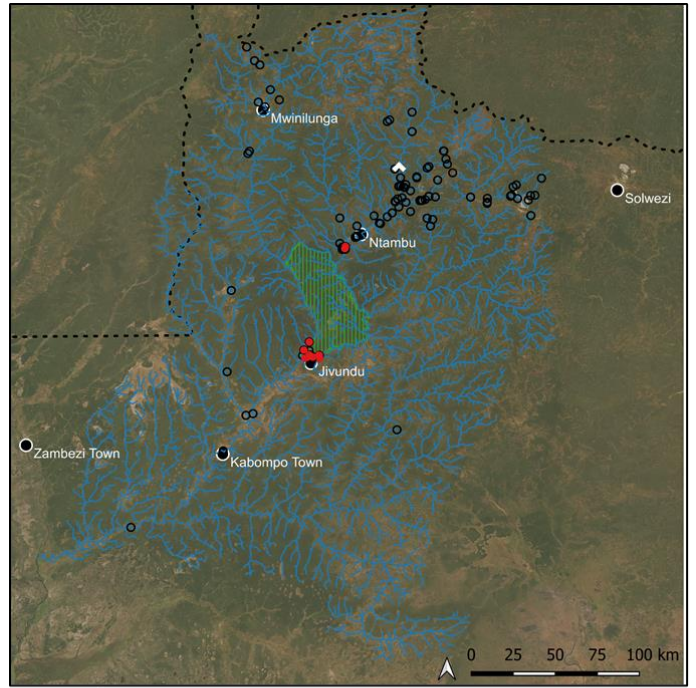 Mwinilunga
Solwezi
Ntambu
Jivundu
Zambezi Town
Kabompo Town
0 25 50 75 100 km